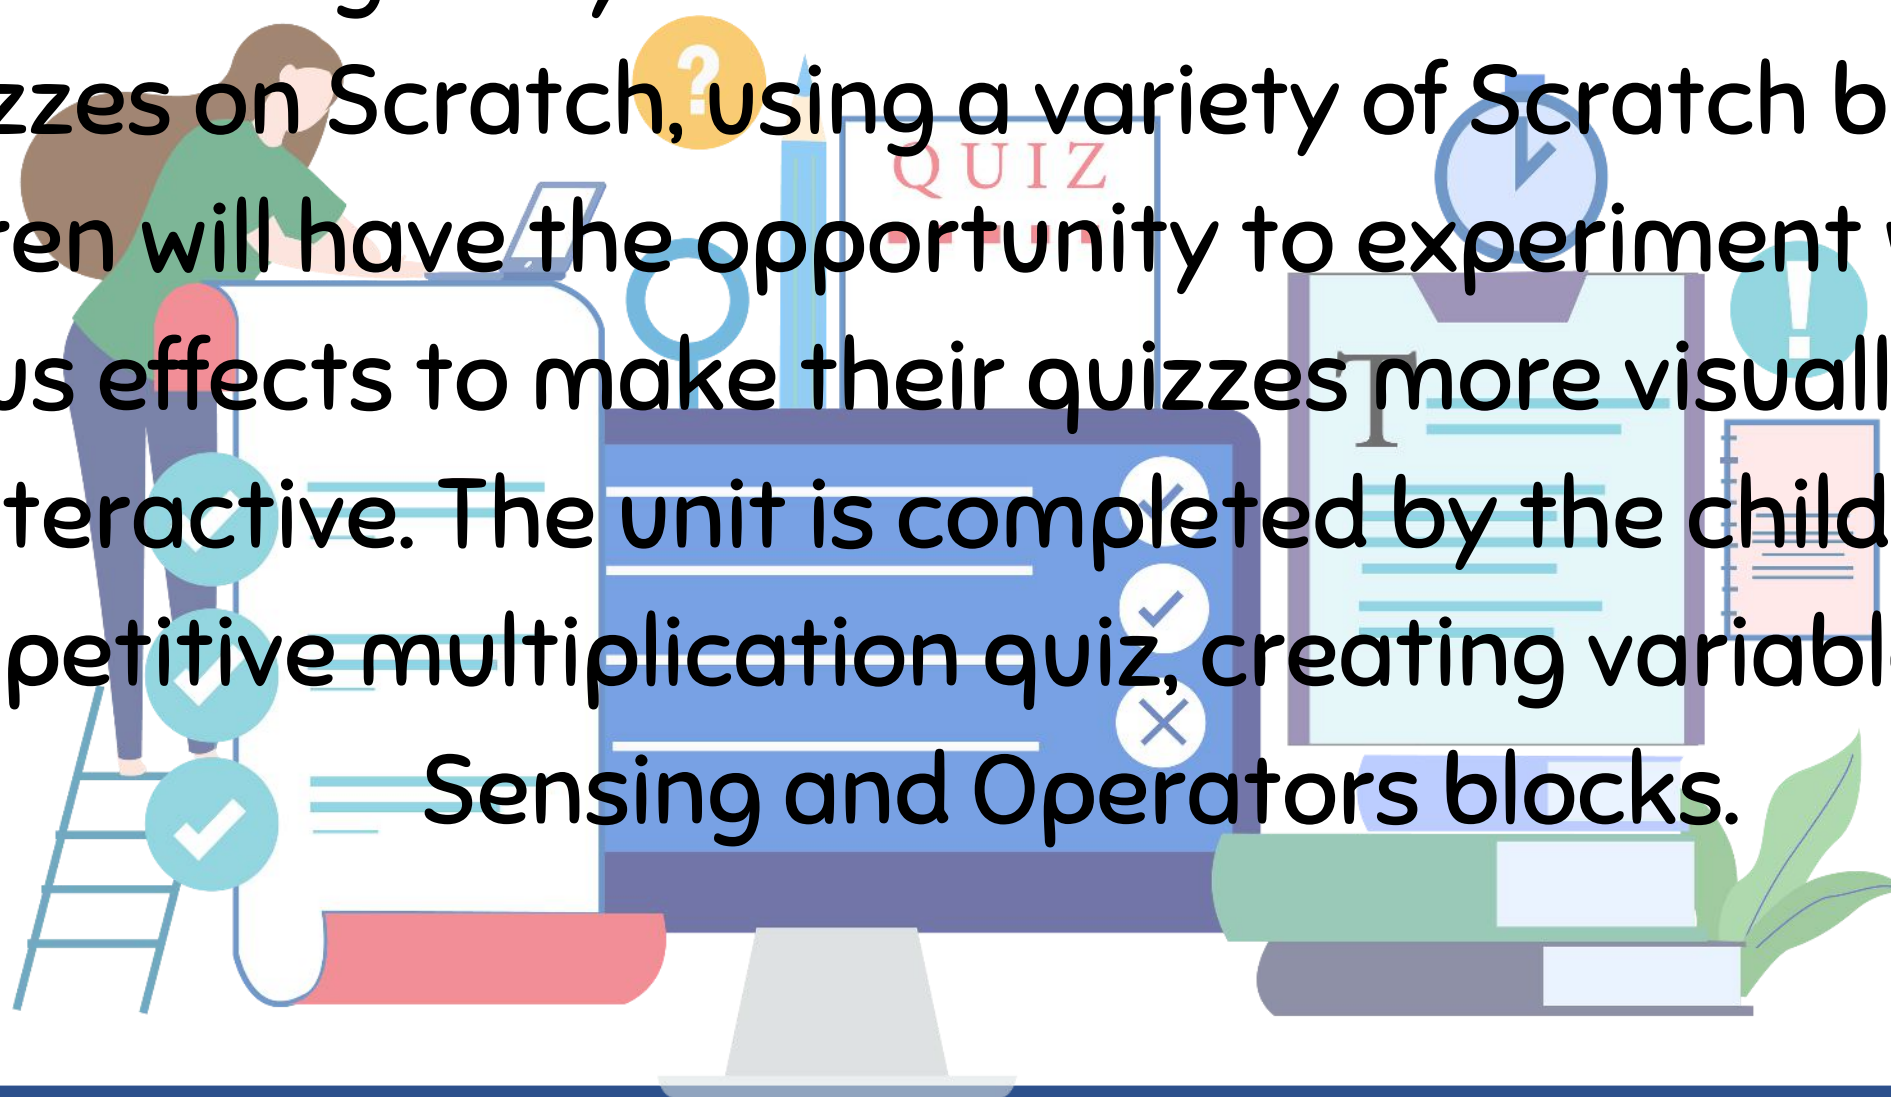 zzes on Scratch, using a variety of Scratch b
QUIZ
ren will have the opportunity to experiment
us effects to make their quizzes more visuall
T
teractive. The unit is completed by the child
petitive multiplication quiz, creating variabl
Sensing and Operators blocks.